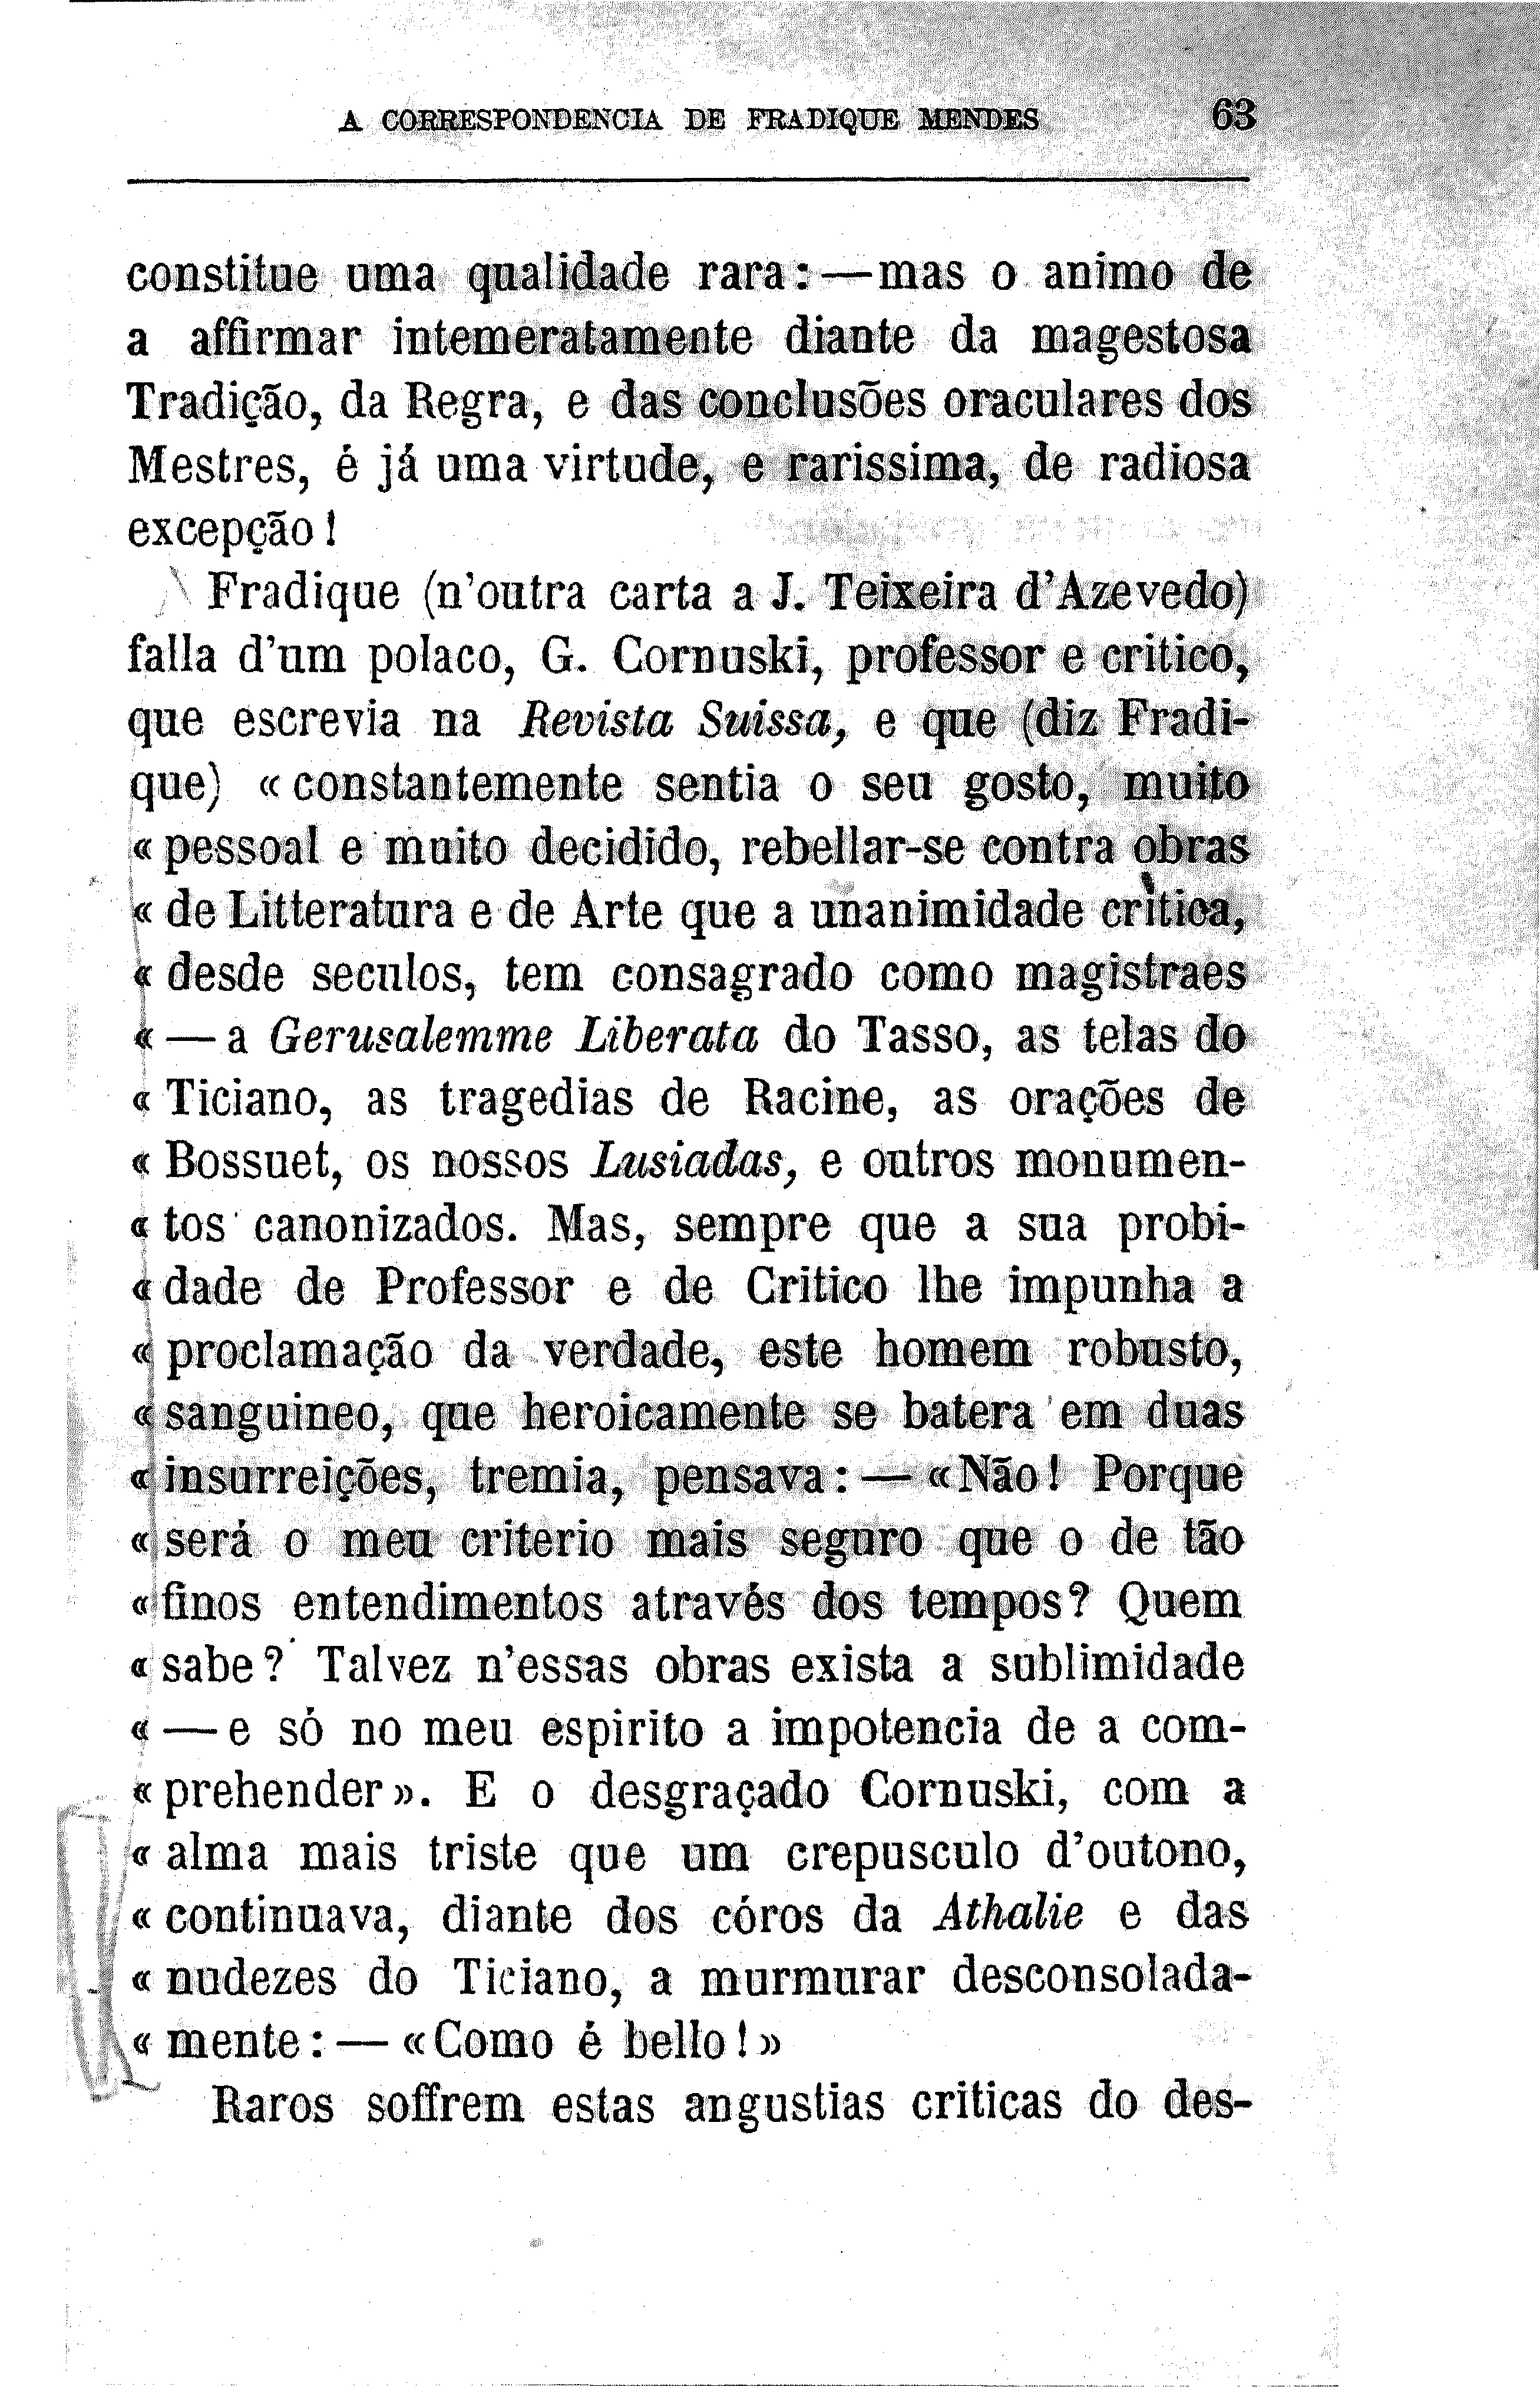 A CORRESPONDENCIA DE FRADIQUE MENDES 63
constitue uma qualidade rara: — mas o animo de
a affirmar intemeratamente diante da magestosa
Tradição, da Regra, e das conclusões oraculares dos
Mestres, é já uma virtude, e rarissima, de radiosa
excepção!
Fradique (n'outra carta a J. Teixeira d'Azevedo)
falla d'um polaco, G. Cornuski, professor e critico,
que escrevia na Revista Suissa, e que (diz Fradi-
que) «constantemente sentia o seu gosto, muito
«pessoal e muito decidido, rebellar-se contra obras
«de Litteratura e de Arte que a unanimidade critica,
«desde seculos, tem consagrado como magistraes
«— a Gerusalemme Liberata do Tasso, as telas do
«Ticiano, as tragedias de Racine, as orações de
«Bossuet, os nossos Lusiadas, e outros monumen-
«tos canonizados. Mas, sempre que a sua probi-
«dade de Professor e de Critico lhe impunha a
«proclamação da verdade, este homem robusto,
«sanguineo, que heroicamente se batera em duas
«insurreições, tremia, pensava: — «Não! Porque
«será o meu criterio mais seguro que o de tão
«finos entendimentos através dos tempos? Quem
«sabe? Talvez n'essas obras exista a sublimidade
«— e só no meu espirito a impotencia de a com-
«prehender». E o desgraçado Cornuski, com a
«alma mais triste que um crepusculo d'outono,
«continuava, diante dos córos da Athalie e das
«nudezes do Ticiano, a murmurar desconsolada-
«mente: — «Como é bello!»
Raros soffrem estas angustias criticas do des-